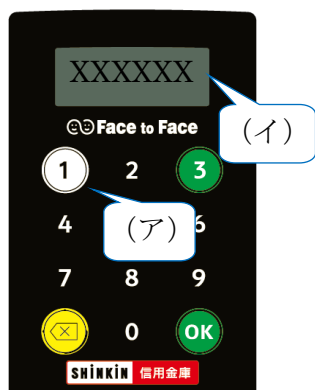 XXXXXX
(イ)
Face to Face
1 2 3
(ア)
4 6
7 8 9
0 OK
SHiNKiN 信用金庫